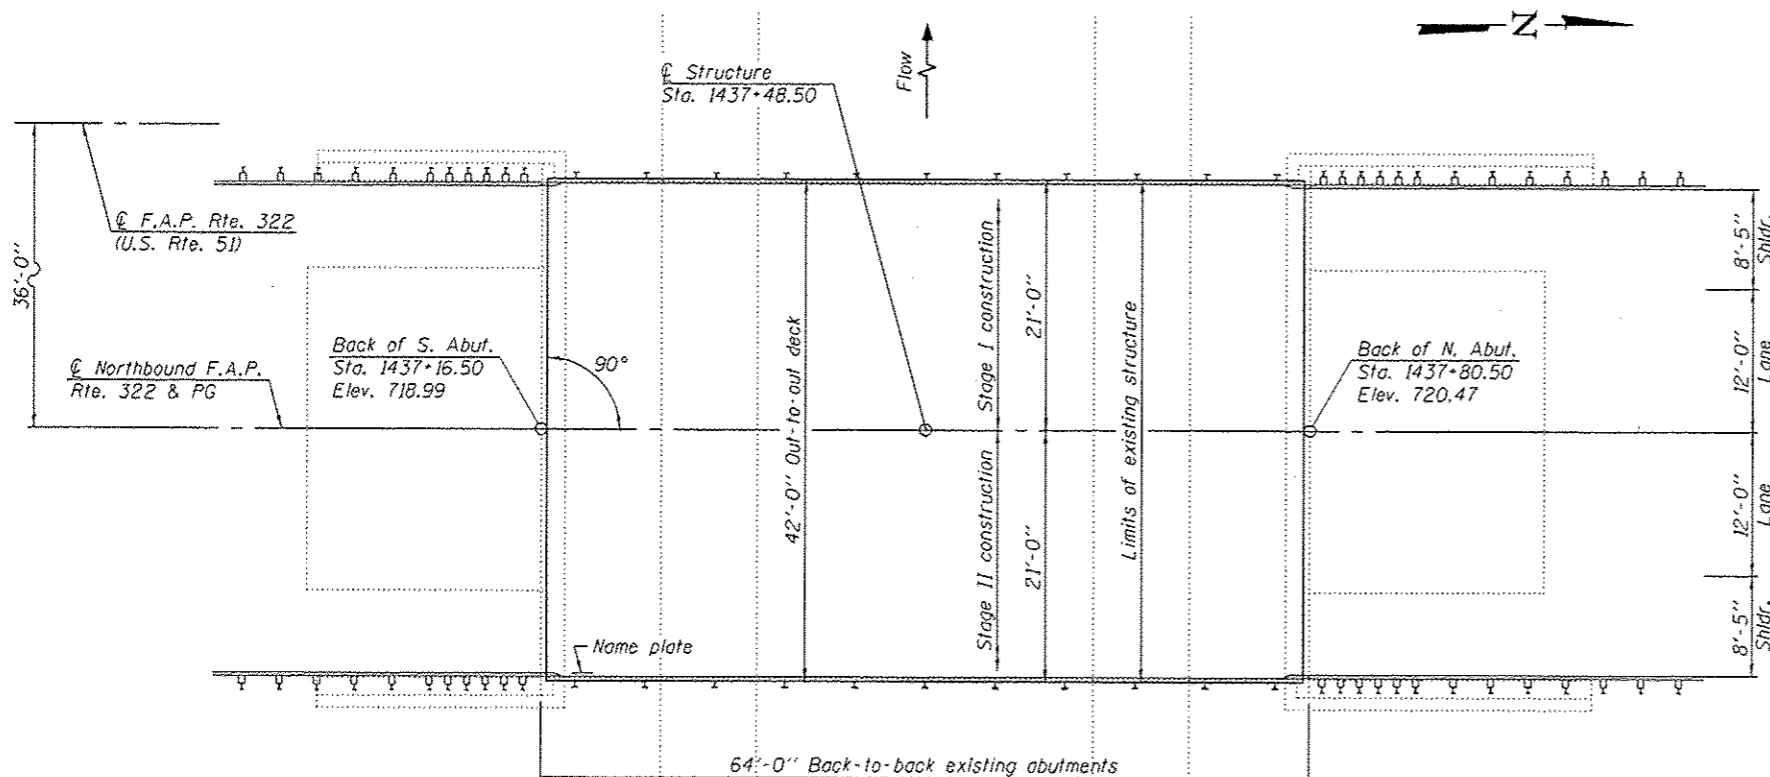 N
℄ Structure
Sta. 1437+48.50
Flow
℄ F.A.P. Rte. 322
(U.S. Rte. 51)
36'-0"
℄ Northbound F.A.P.
Rte. 322 & PG
Back of S. Abut.
Sta. 1437+16.50
Elev. 718.99
90°
42'-0" Out-to-out deck
Stage I construction
Stage II construction
21'-0"
21'-0"
Limits of existing structure
Back of N. Abut.
Sta. 1437+80.50
Elev. 720.47
8'-5"
Shldr.
12'-0"
Lane
12'-0"
Lane
8'-5"
Shldr.
Name plate
64'-0" Back-to-back existing abutments